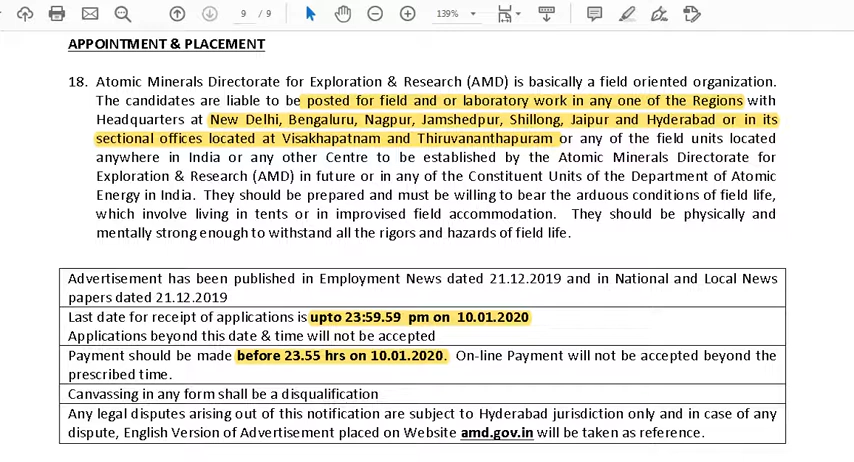 9 / 9
139%
APPOINTMENT & PLACEMENT
18. Atomic Minerals Directorate for Exploration & Research (AMD) is basically a field oriented organization.
The candidates are liable to be posted for field and or laboratory work in any one of the Regions with
Headquarters at New Delhi, Bengaluru, Nagpur, Jamshedpur, Shillong, Jaipur and Hyderabad or in its
sectional offices located at Visakhapatnam and Thiruvananthapuram or any of the field units located
anywhere in India or any other Centre to be established by the Atomic Minerals Directorate for
Exploration & Research (AMD) in future or in any of the Constituent Units of the Department of Atomic
Energy in India. They should be prepared and must be willing to bear the arduous conditions of field life,
which involve living in tents or in improvised field accommodation. They should be physically and
mentally strong enough to withstand all the rigors and hazards of field life.
Advertisement has been published in Employment News dated 21.12.2019 and in National and Local News
papers dated 21.12.2019
Last date for receipt of applications is upto 23:59.59 pm on 10.01.2020
Applications beyond this date & time will not be accepted
Payment should be made before 23.55 hrs on 10.01.2020. On-line Payment will not be accepted beyond the
prescribed time.
Canvassing in any form shall be a disqualification
Any legal disputes arising out of this notification are subject to Hyderabad jurisdiction only and in case of any
dispute, English Version of Advertisement placed on Website amd.gov.in will be taken as reference.